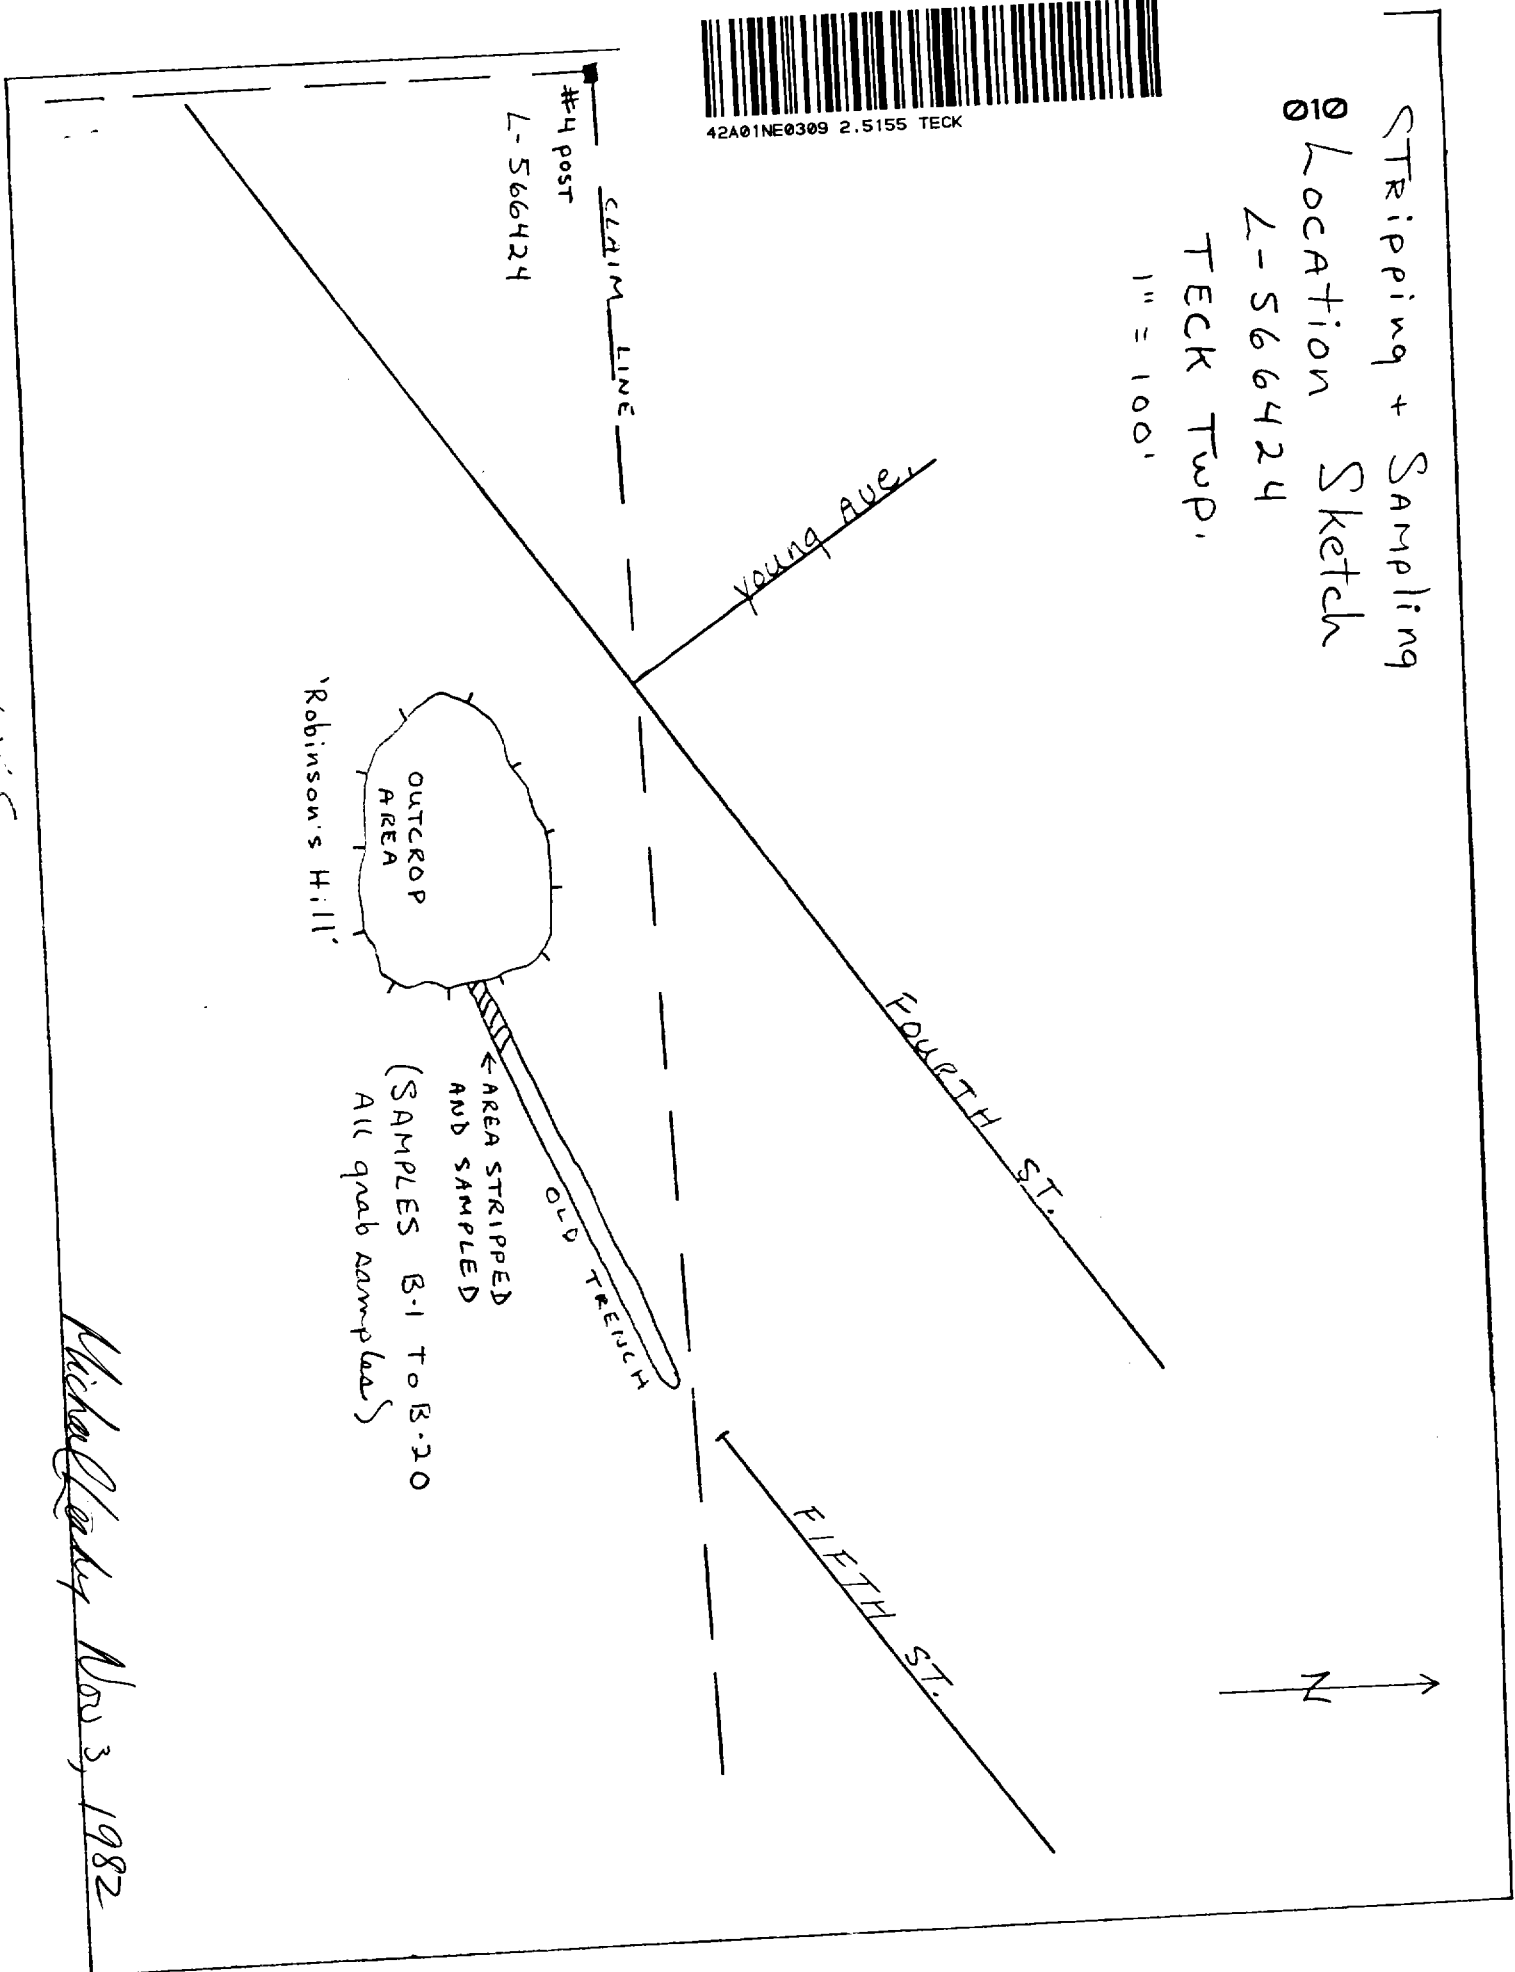 STRipping + SAMpling
Location Sketch
L-566424
TECK Twp.
1" = 100'
010
42A01NE0309 2.5155 TECK
#4 POST
L-566424
CLAIM LINE
Young Ave.
FOURTH ST.
FIFTH ST.
N
OUTCROP
AREA
'Robinson's Hill'
OLD TRENCH
←AREA STRIPPED
AND SAMPLED
(SAMPLES B-1 TO B-20
All grab samples)
Nov 3, 1982